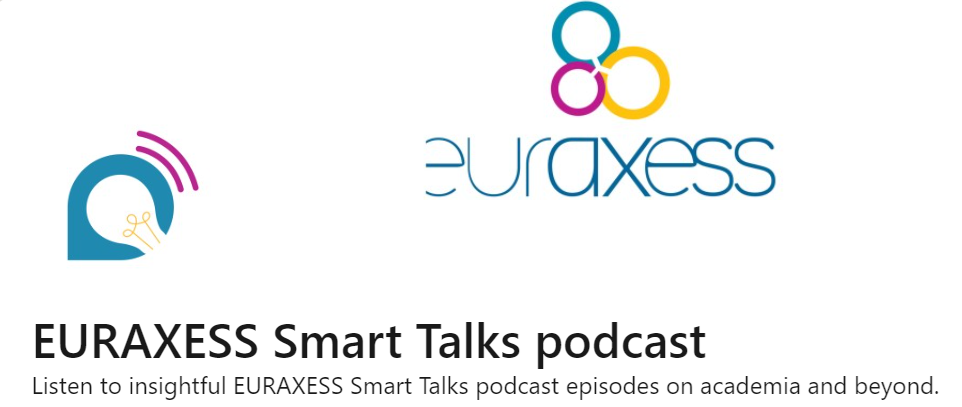 euraxess
EURAXESS Smart Talks podcast
Listen to insightful EURAXESS Smart Talks podcast episodes on academia and beyond.